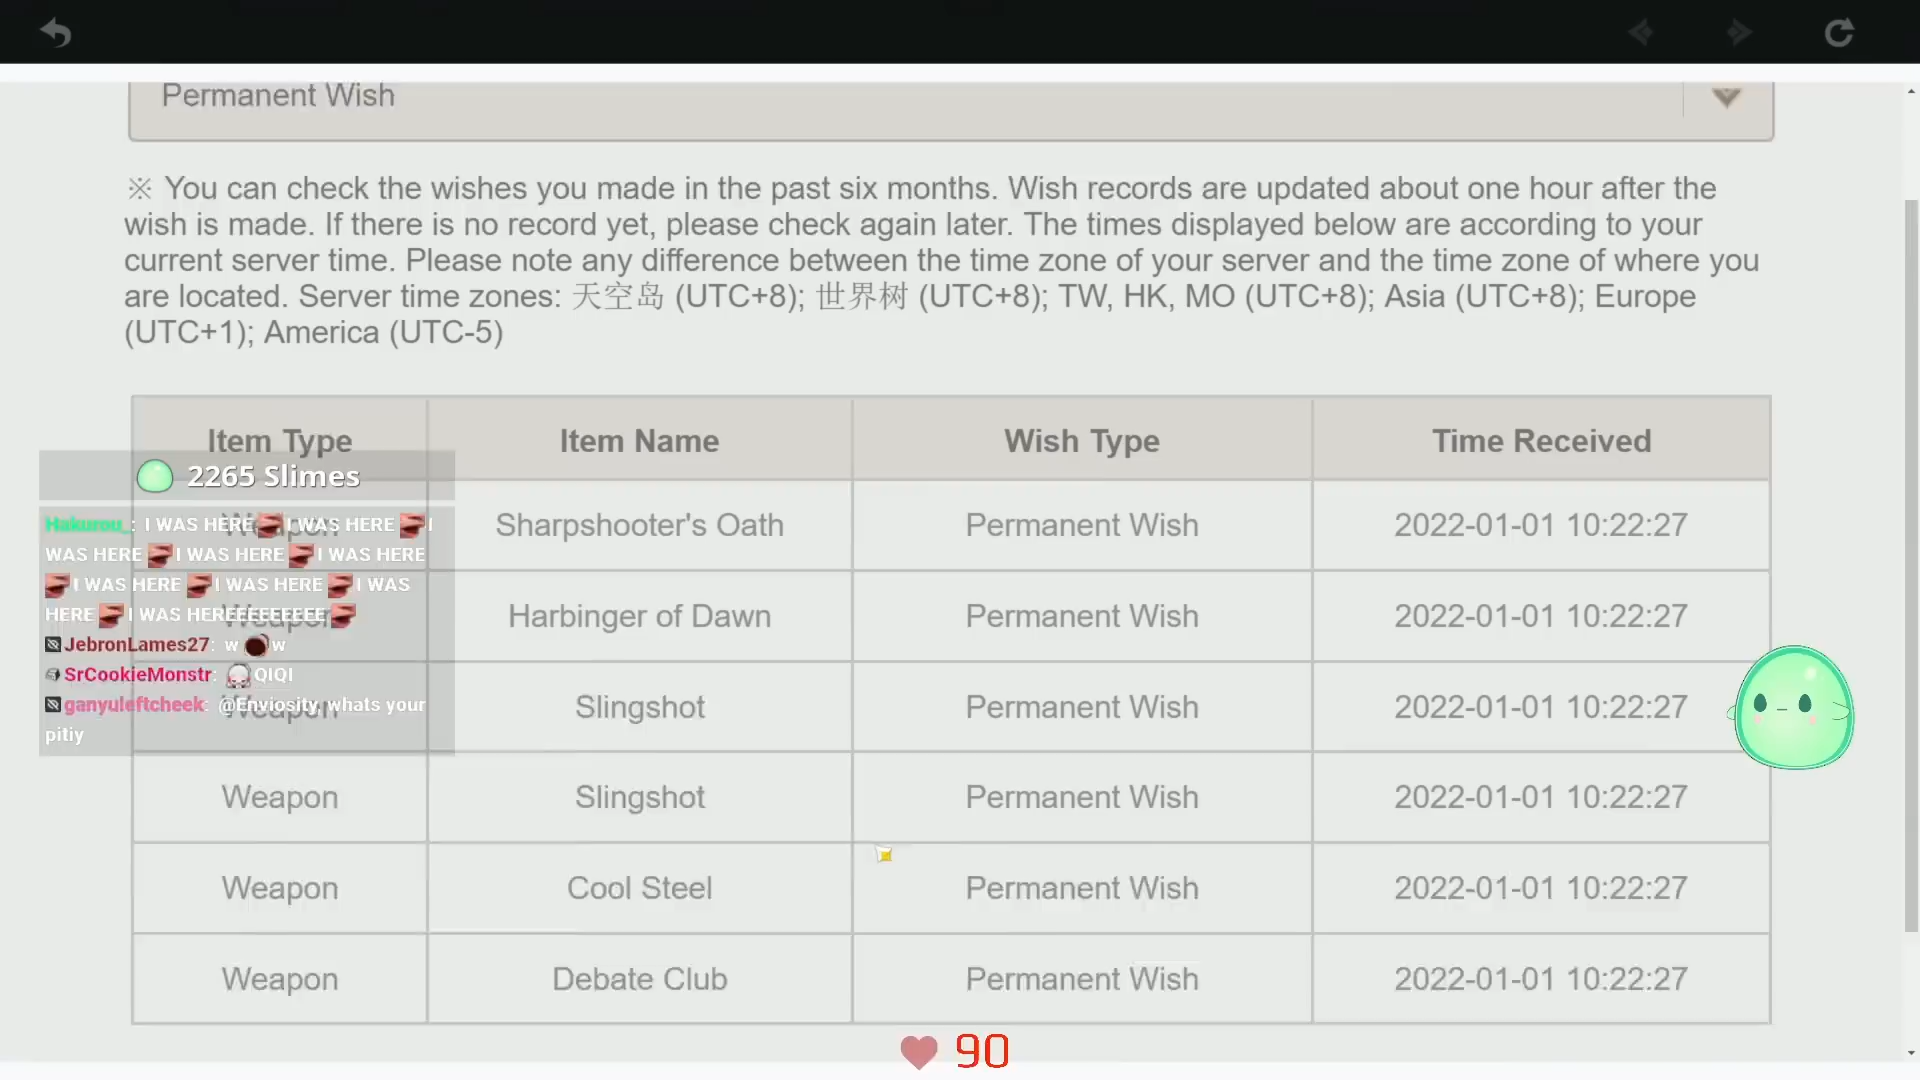 Permanent Wish
※ You can check the wishes you made in the past six months. Wish records are updated about one hour after the
wish is made. If there is no record yet, please check again later. The times displayed below are according to your
current server time. Please note any difference between the time zone of your server and the time zone of where you
are located. Server time zones: 天空岛 (UTC+8); 世界树 (UTC+8); TW, HK, MO (UTC+8); Asia (UTC+8); Europe
(UTC+1); America (UTC-5)
Item Type Item Name Wish Type Time Received
2265 Slimes
Hakurou_: I WAS HERE I WAS HERE I
WAS HERE I WAS HERE I WAS HERE
I WAS HERE I WAS HERE I WAS
HERE I WAS HEREEEEEEEEE
JebronLames27: w w
SrCookieMonstr: QIQI
ganyuleftcheek: @Enviosity, whats your
pitiy
Weapon Sharpshooter's Oath Permanent Wish 2022-01-01 10:22:27
Weapon Harbinger of Dawn Permanent Wish 2022-01-01 10:22:27
Weapon Slingshot Permanent Wish 2022-01-01 10:22:27
Weapon Slingshot Permanent Wish 2022-01-01 10:22:27
Weapon Cool Steel Permanent Wish 2022-01-01 10:22:27
Weapon Debate Club Permanent Wish 2022-01-01 10:22:27
90